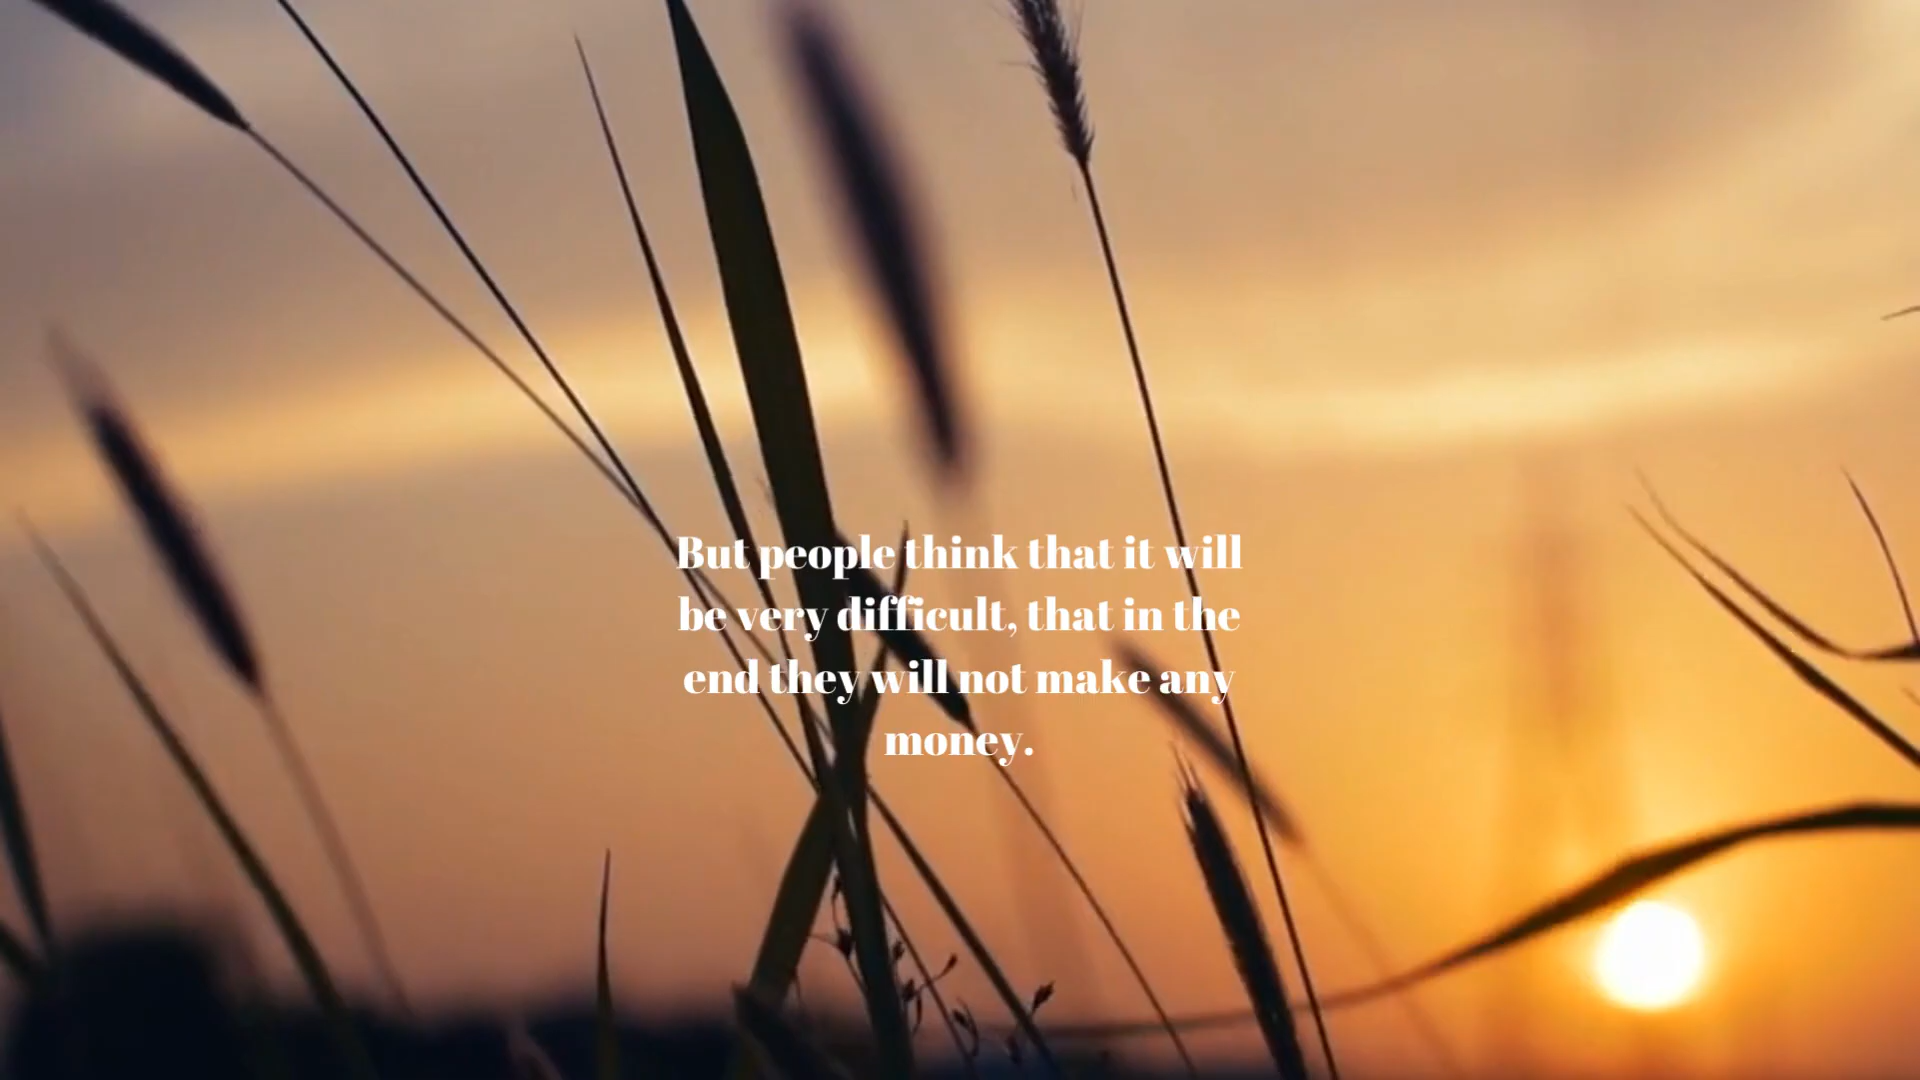 But people think that it will
be very difficult, that in the
end they will not make any
money.